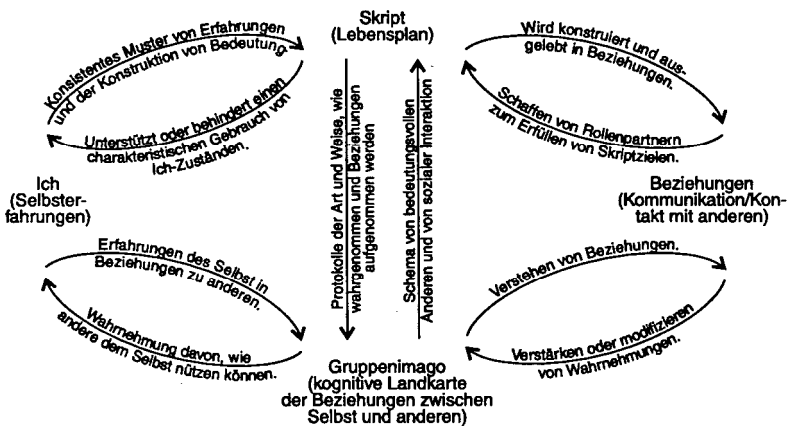 Skript
(Lebensplan)
Konsistentes Muster von Erfahrungen
und der Konstruktion von Bedeutung
Unterstützt oder behindert einen
charakteristischen Gebrauch von
Ich-Zuständen.
Wird konstruiert und aus-
gelebt in Beziehungen.
Schaffen von Rollenpartnern
zum Erfüllen von Skriptzielen.
Protokolle der Art und Weise, wie
wahrgenommen und Beziehungen
aufgenommen werden
Schema von bedeutungsvollen
Anderen und von sozialer Interaktion
Ich
(Selbster-
fahrungen)
Beziehungen
(Kommunikation/Kon-
takt mit anderen)
Erfahrungen des Selbst in
Beziehungen zu anderen.
Wahrnehmung davon, wie
andere dem Selbst nützen können.
Verstehen von Beziehungen.
Verstärken oder modifizieren
von Wahrnehmungen.
Gruppenimago
(kognitive Landkarte
der Beziehungen zwischen
Selbst und anderen)